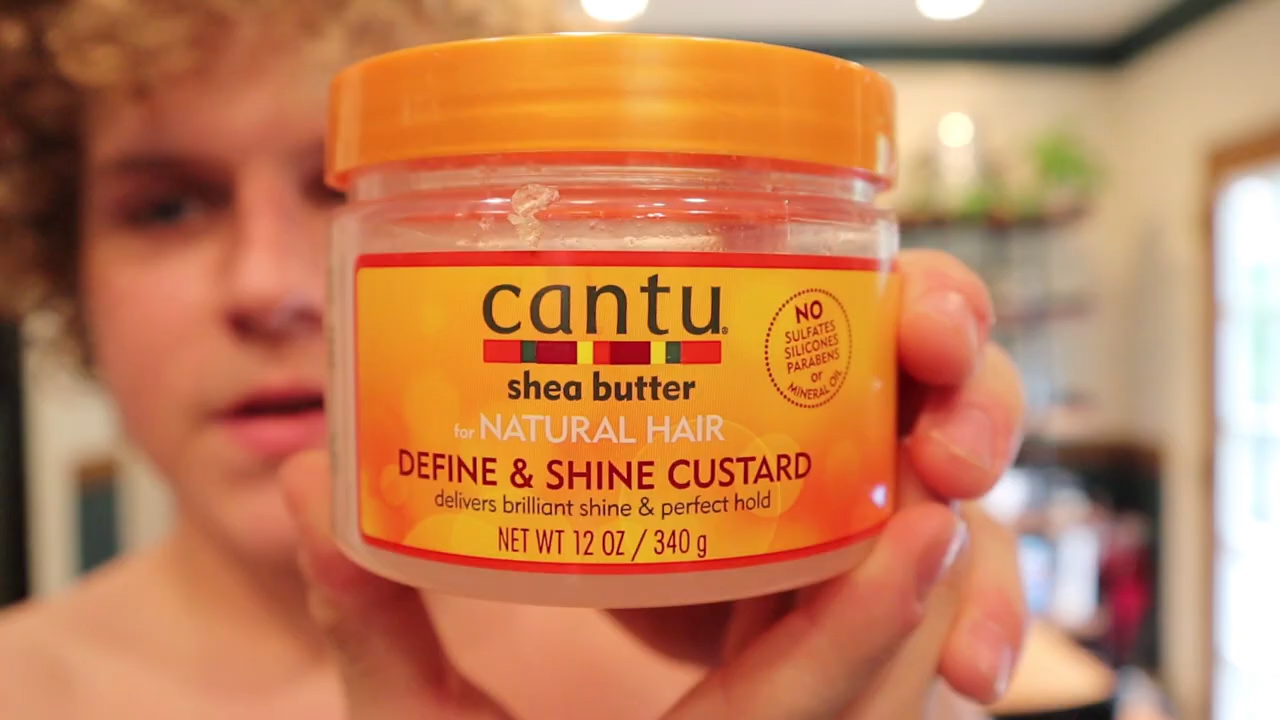 cantu®
shea butter
for NATURAL HAIR
DEFINE & SHINE CUSTARD
delivers brilliant shine & perfect hold
NET WT 12 OZ / 340 g
NO
SULFATES
SILICONES
PARABENS
or
MINERAL OIL